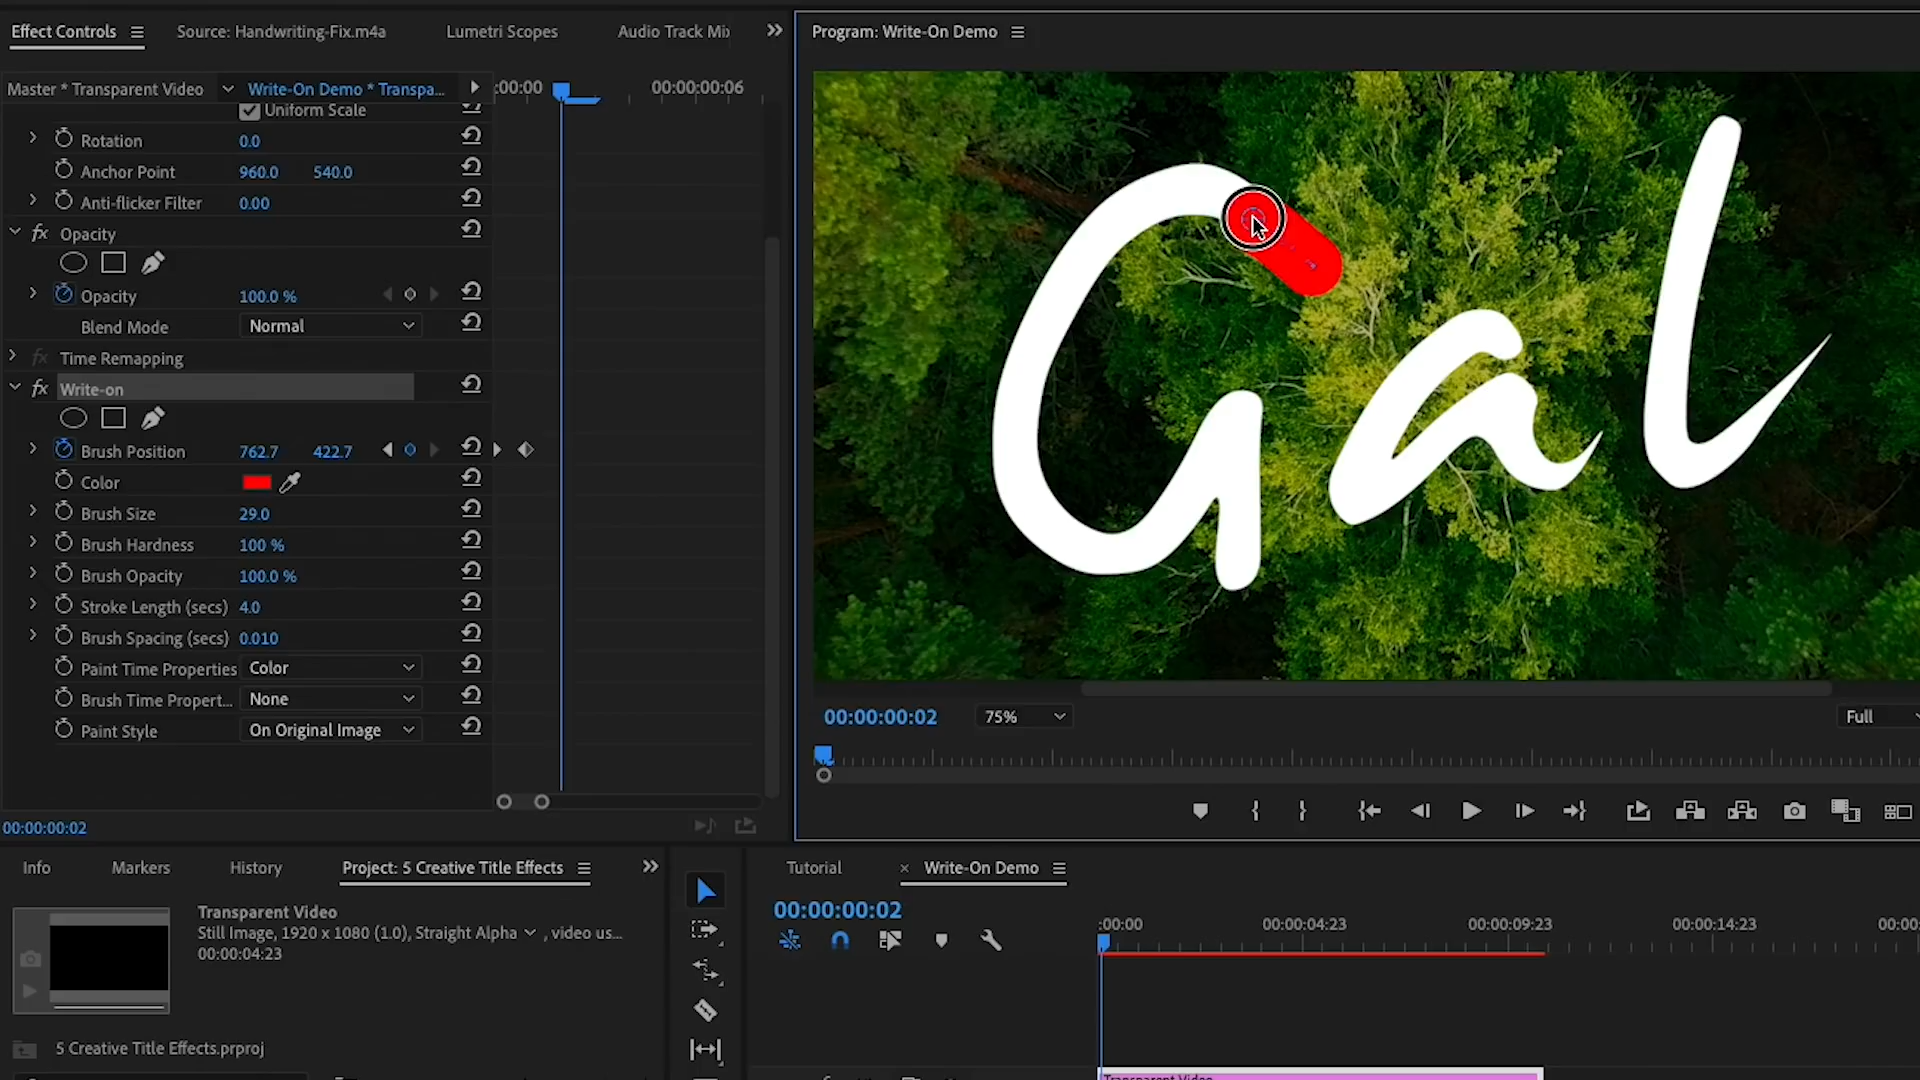 Effect Controls
Source: Handwriting-Fix.m4a
Lumetri Scopes
Audio Track Mix
Master * Transparent Video
Write-On Demo * Transpa...
:00:00
00:00:00:06
Uniform Scale
Rotation 0.0
Anchor Point 960.0 540.0
Anti-flicker Filter 0.00
fx Opacity
Opacity 100.0 %
Blend Mode Normal
fx Time Remapping
fx Write-on
Brush Position 762.7 422.7
Color
Brush Size 29.0
Brush Hardness 100 %
Brush Opacity 100.0 %
Stroke Length (secs) 4.0
Brush Spacing (secs) 0.010
Paint Time Properties Color
Brush Time Propert... None
Paint Style On Original Image
00:00:00:02
Program: Write-On Demo
Gal
00:00:00:02
75%
Full
Info
Markers
History
Project: 5 Creative Title Effects
Transparent Video
Still Image, 1920 x 1080 (1.0), Straight Alpha , video us...
00:00:04:23
5 Creative Title Effects.prproj
Tutorial
× Write-On Demo
00:00:00:02
:00:00
00:00:04:23
00:00:09:23
00:00:14:23
00:00
Transparent Video